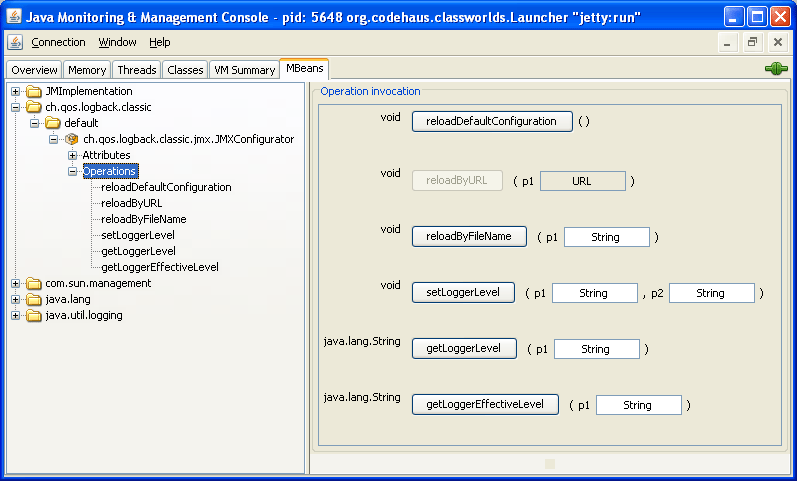 Java Monitoring & Management Console - pid: 5648 org.codehaus.classworlds.Launcher "jetty:run"
Connection Window Help
Overview Memory Threads Classes VM Summary MBeans
JMImplementation
ch.qos.logback.classic
default
ch.qos.logback.classic.jmx.JMXConfigurator
Attributes
Operations
reloadDefaultConfiguration
reloadByURL
reloadByFileName
setLoggerLevel
getLoggerLevel
getLoggerEffectiveLevel
com.sun.management
java.lang
java.util.logging
Operation invocation
void reloadDefaultConfiguration ( )
void reloadByURL ( p1 URL )
void reloadByFileName ( p1 String )
void setLoggerLevel ( p1 String , p2 String )
java.lang.String getLoggerLevel ( p1 String )
java.lang.String getLoggerEffectiveLevel ( p1 String )